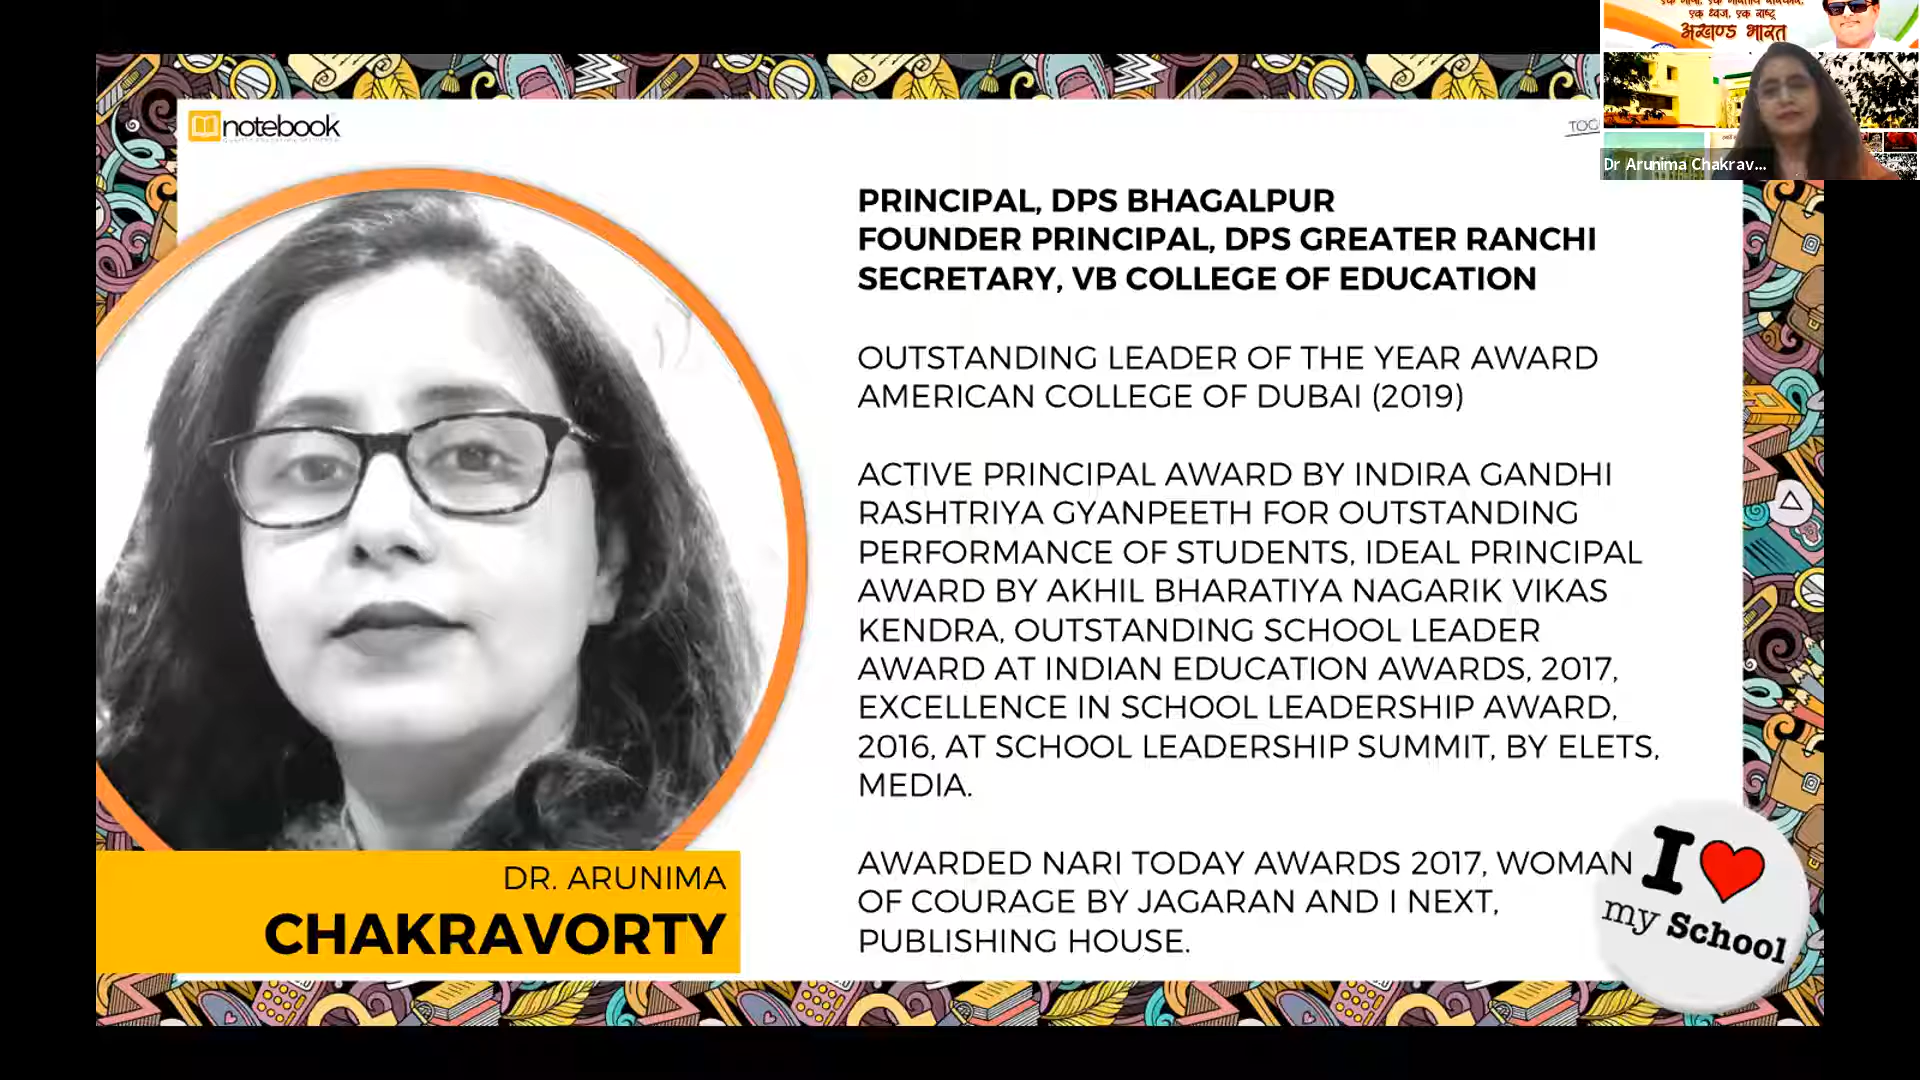 एक ध्वज, एक राष्ट्र
अखण्ड भारत
Dr Arunima Chakrav...
notebook
PRINCIPAL, DPS BHAGALPUR
FOUNDER PRINCIPAL, DPS GREATER RANCHI
SECRETARY, VB COLLEGE OF EDUCATION
OUTSTANDING LEADER OF THE YEAR AWARD
AMERICAN COLLEGE OF DUBAI (2019)
ACTIVE PRINCIPAL AWARD BY INDIRA GANDHI
RASHTRIYA GYANPEETH FOR OUTSTANDING
PERFORMANCE OF STUDENTS, IDEAL PRINCIPAL
AWARD BY AKHIL BHARATIYA NAGARIK VIKAS
KENDRA, OUTSTANDING SCHOOL LEADER
AWARD AT INDIAN EDUCATION AWARDS, 2017,
EXCELLENCE IN SCHOOL LEADERSHIP AWARD,
2016, AT SCHOOL LEADERSHIP SUMMIT, BY ELETS,
MEDIA.
AWARDED NARI TODAY AWARDS 2017, WOMAN
OF COURAGE BY JAGARAN AND I NEXT,
PUBLISHING HOUSE.
DR. ARUNIMA
CHAKRAVORTY
I
my School